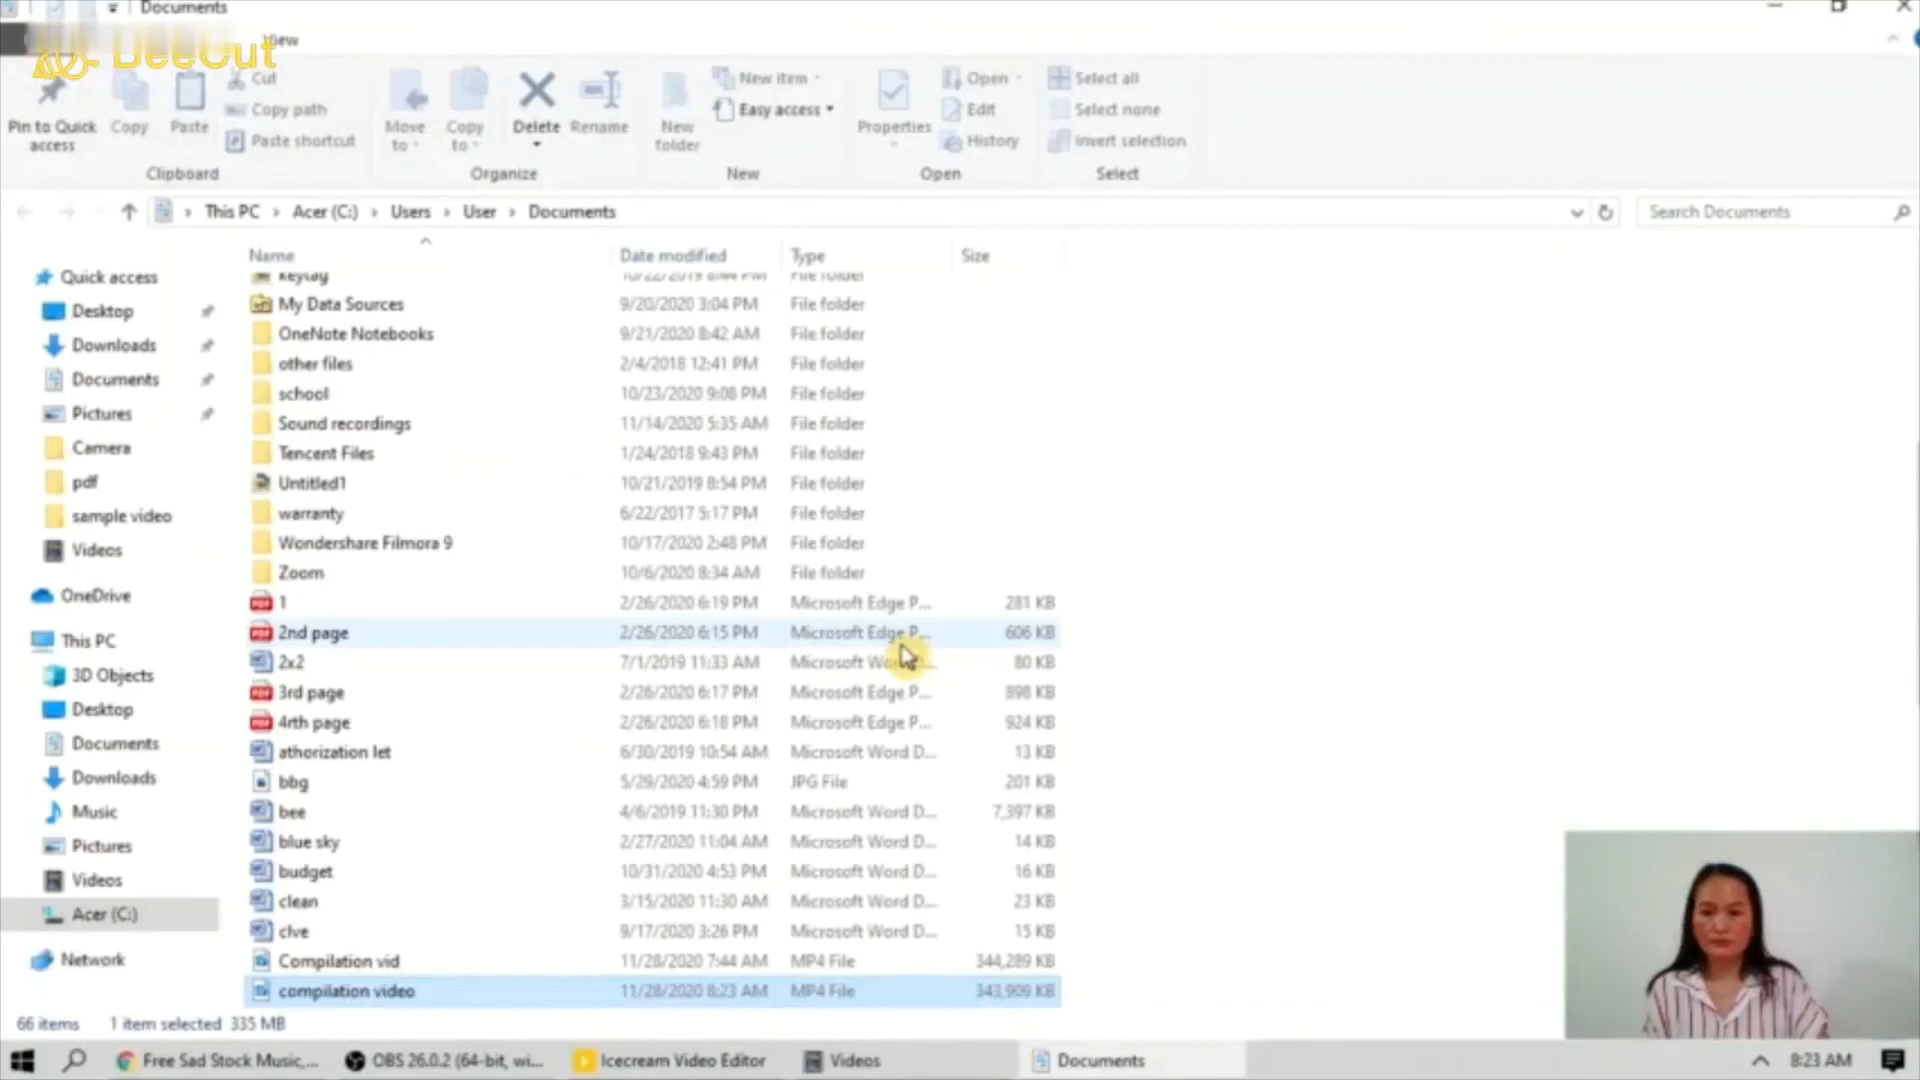 Documents
BeeCut
View
Pin to Quick access
Copy
Paste
Cut
Copy path
Paste shortcut
Move to
Copy to
Delete
Rename
New folder
New item
Easy access
Properties
Open
Edit
History
Select all
Select none
Invert selection
Clipboard
Organize
New
Open
Select
This PC > Acer (C:) > Users > User > Documents
Search Documents
Name Date modified Type Size
keytag 10/22/2019 8:44 PM File folder
My Data Sources 9/20/2020 3:04 PM File folder
OneNote Notebooks 9/21/2020 8:42 AM File folder
other files 2/4/2018 12:41 PM File folder
school 10/23/2020 9:08 PM File folder
Sound recordings 11/14/2020 5:35 AM File folder
Tencent Files 1/24/2018 9:43 PM File folder
Untitled1 10/21/2019 8:54 PM File folder
warranty 6/22/2017 5:17 PM File folder
Wondershare Filmora 9 10/17/2020 2:48 PM File folder
Zoom 10/6/2020 8:34 AM File folder
1 2/26/2020 6:19 PM Microsoft Edge P... 281 KB
2nd page 2/26/2020 6:15 PM Microsoft Edge P... 606 KB
2x2 7/1/2019 11:33 AM Microsoft Wo... 80 KB
3rd page 2/26/2020 6:17 PM Microsoft Edge P... 898 KB
4rth page 2/26/2020 6:18 PM Microsoft Edge P... 924 KB
athorization let 6/30/2019 10:54 AM Microsoft Word D... 13 KB
bbg 5/29/2020 4:59 PM JPG File 201 KB
bee 4/6/2019 11:30 PM Microsoft Word D... 7,397 KB
blue sky 2/27/2020 11:04 AM Microsoft Word D... 14 KB
budget 10/31/2020 4:53 PM Microsoft Word D... 16 KB
clean 3/15/2020 11:30 AM Microsoft Word D... 23 KB
clve 9/17/2020 3:26 PM Microsoft Word D... 15 KB
Compilation vid 11/28/2020 7:44 AM MP4 File 344,289 KB
compilation video 11/28/2020 8:23 AM MP4 File 343,909 KB
Quick access
Desktop
Downloads
Documents
Pictures
Camera
pdf
sample video
Videos
OneDrive
This PC
3D Objects
Desktop
Documents
Downloads
Music
Pictures
Videos
Acer (C:)
Network
66 items 1 item selected 335 MB
Free Sad Stock Music,...
OBS 26.0.2 (64-bit, wi...
Icecream Video Editor
Videos
Documents
8:23 AM